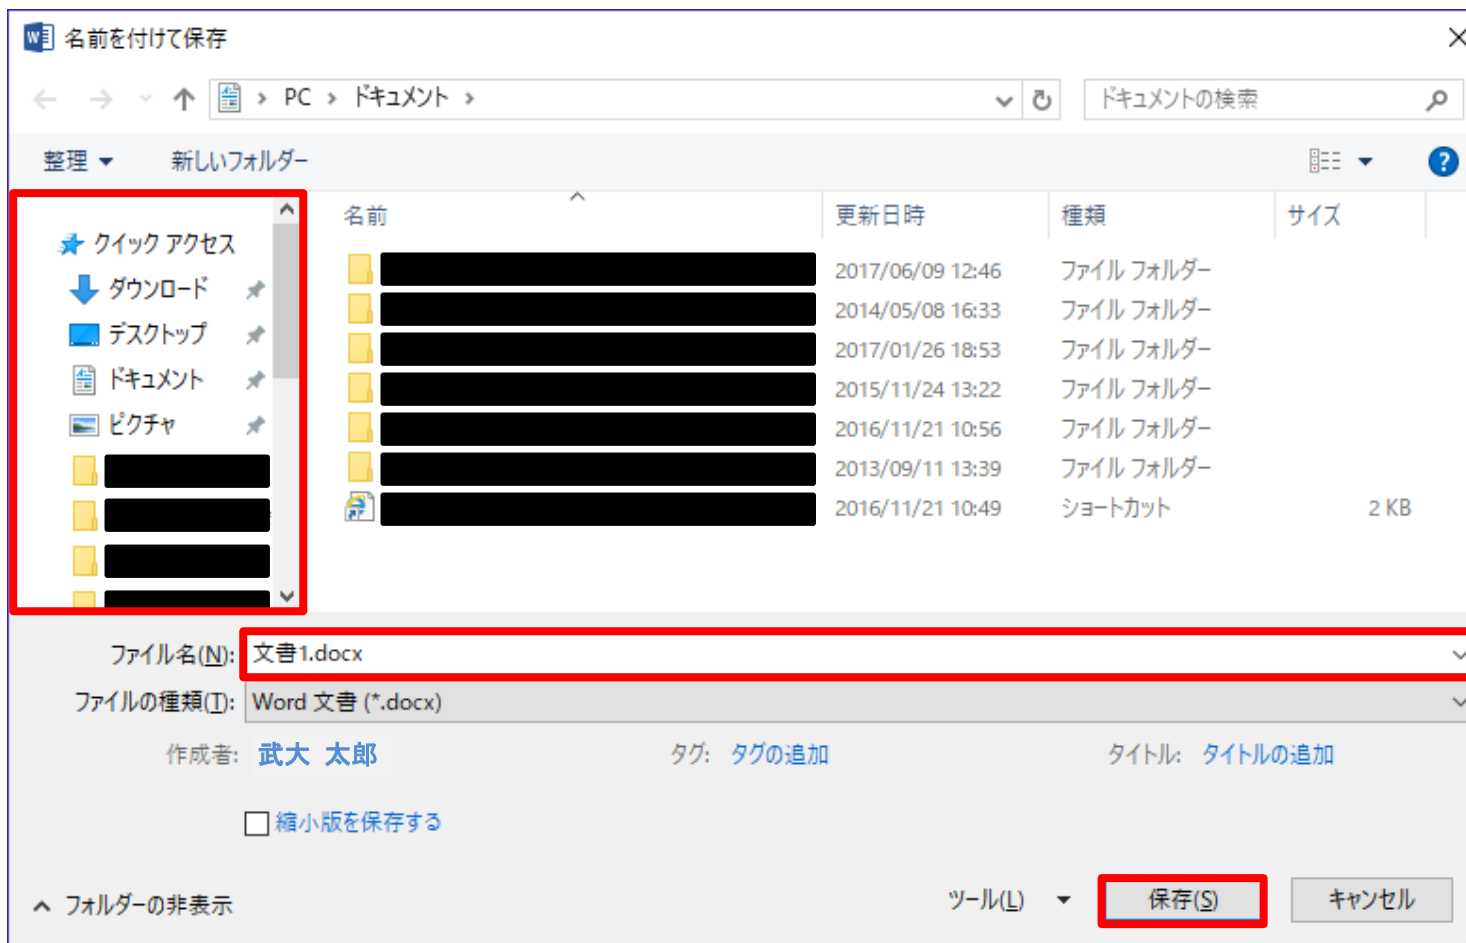 名前を付けて保存
PC > ドキュメント >
ドキュメントの検索
整理
新しいフォルダー
クイック アクセス
ダウンロード
デスクトップ
ドキュメント
ピクチャ
名前 更新日時 種類 サイズ
2017/06/09 12:46 ファイル フォルダー
2014/05/08 16:33 ファイル フォルダー
2017/01/26 18:53 ファイル フォルダー
2015/11/24 13:22 ファイル フォルダー
2016/11/21 10:56 ファイル フォルダー
2013/09/11 13:39 ファイル フォルダー
2016/11/21 10:49 ショートカット 2 KB
ファイル名(N): 文書1.docx
ファイルの種類(T): Word 文書 (*.docx)
作成者: 武大 太郎 タグ: タグの追加 タイトル: タイトルの追加
縮小版を保存する
フォルダーの非表示 ツール(L) 保存(S) キャンセル